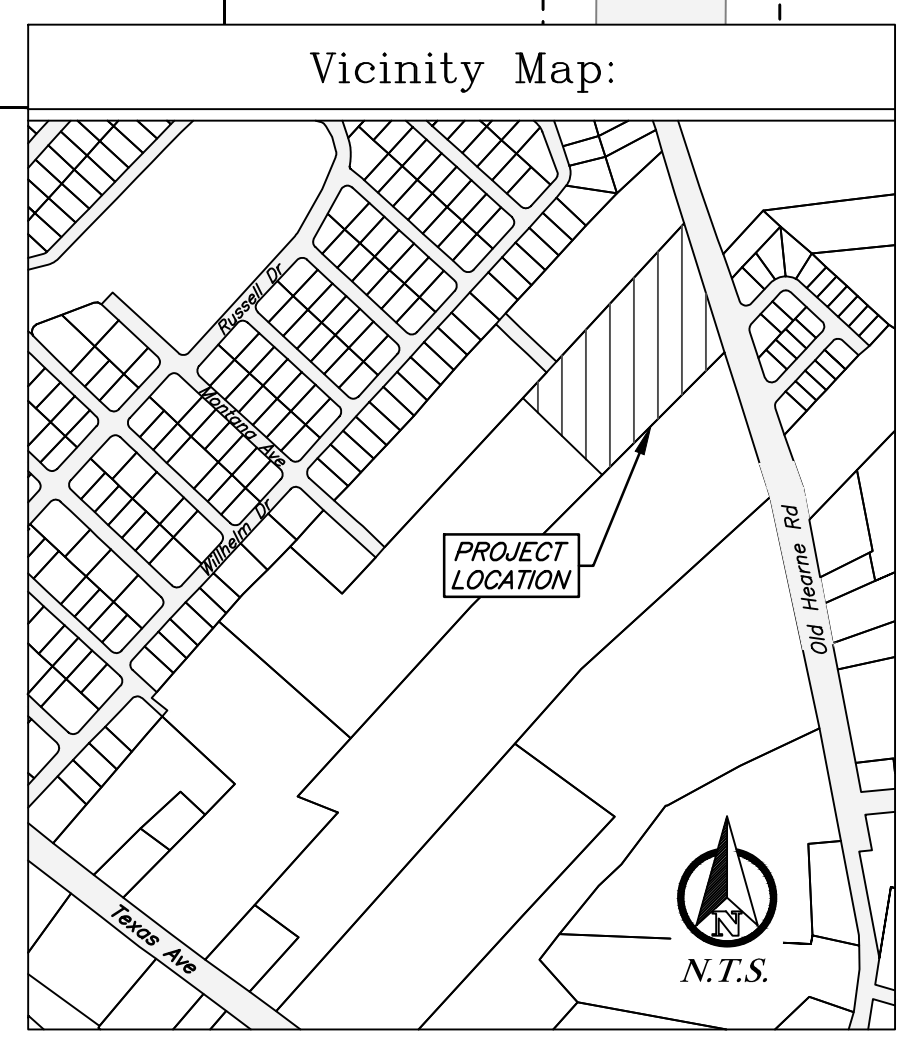 Vicinity Map:
Russell Dr
Montana Ave
Wilhelm Dr
PROJECT
LOCATION
Old Hearne Rd
Texas Ave
N
N.T.S.